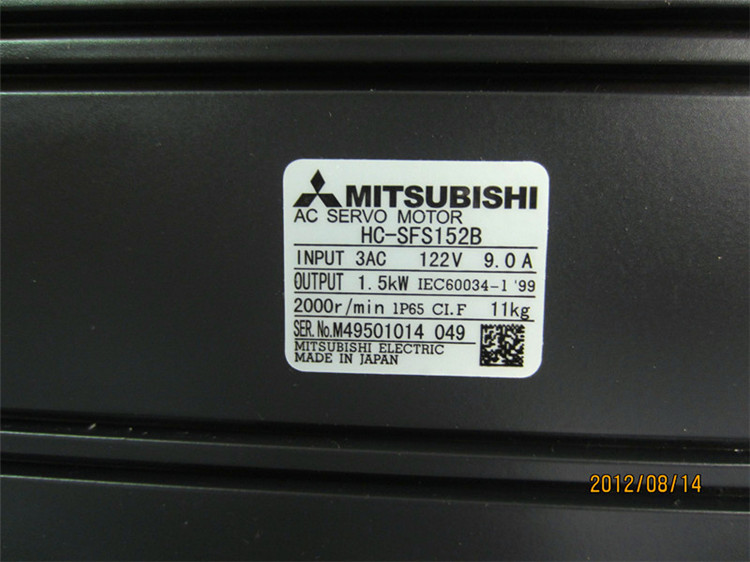 MITSUBISHI
AC SERVO MOTOR
HC-SFS152B
INPUT 3AC 122V 9.0A
OUTPUT 1.5kW IEC60034-1 '99
2000r/min IP65 CI.F 11kg
SER.No.M49501014 049
MITSUBISHI ELECTRIC
MADE IN JAPAN
2012/08/14